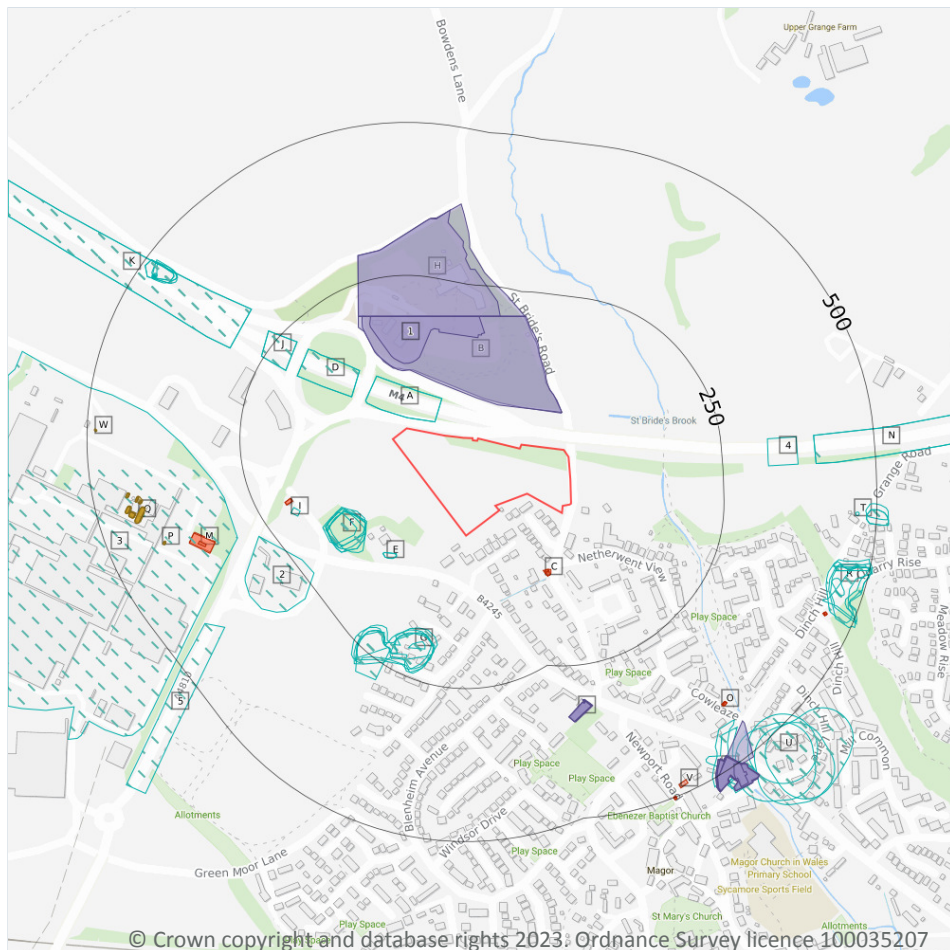 Upper Grange Farm
Bowdens Lane
K
H
500
St Bride's Road
1
B
J
D
M4
A
250
St Bride's Brook
4
N
W
Grange Road
I
T
F
3
P
M
E
2
C
Netherwent View
Quarry Rise
R
B4245
Play Space
Dinch Hill
Meadow Rise
G
Play Space
5
O
Cowleaze
Dinch Hill
U
Common
Newport Road
Play Space
Play Space
V
Blenheim Avenue
Allotments
Ebenezer Baptist Church
Windsor Drive
Play Space
Green Moor Lane
Magor
Magor Church in Wales
Primary School
Sycamore Sports Field
St Mary's Church
Play Space
Allotments
© Crown copyright and database rights 2023. Ordnance Survey licence 100035207